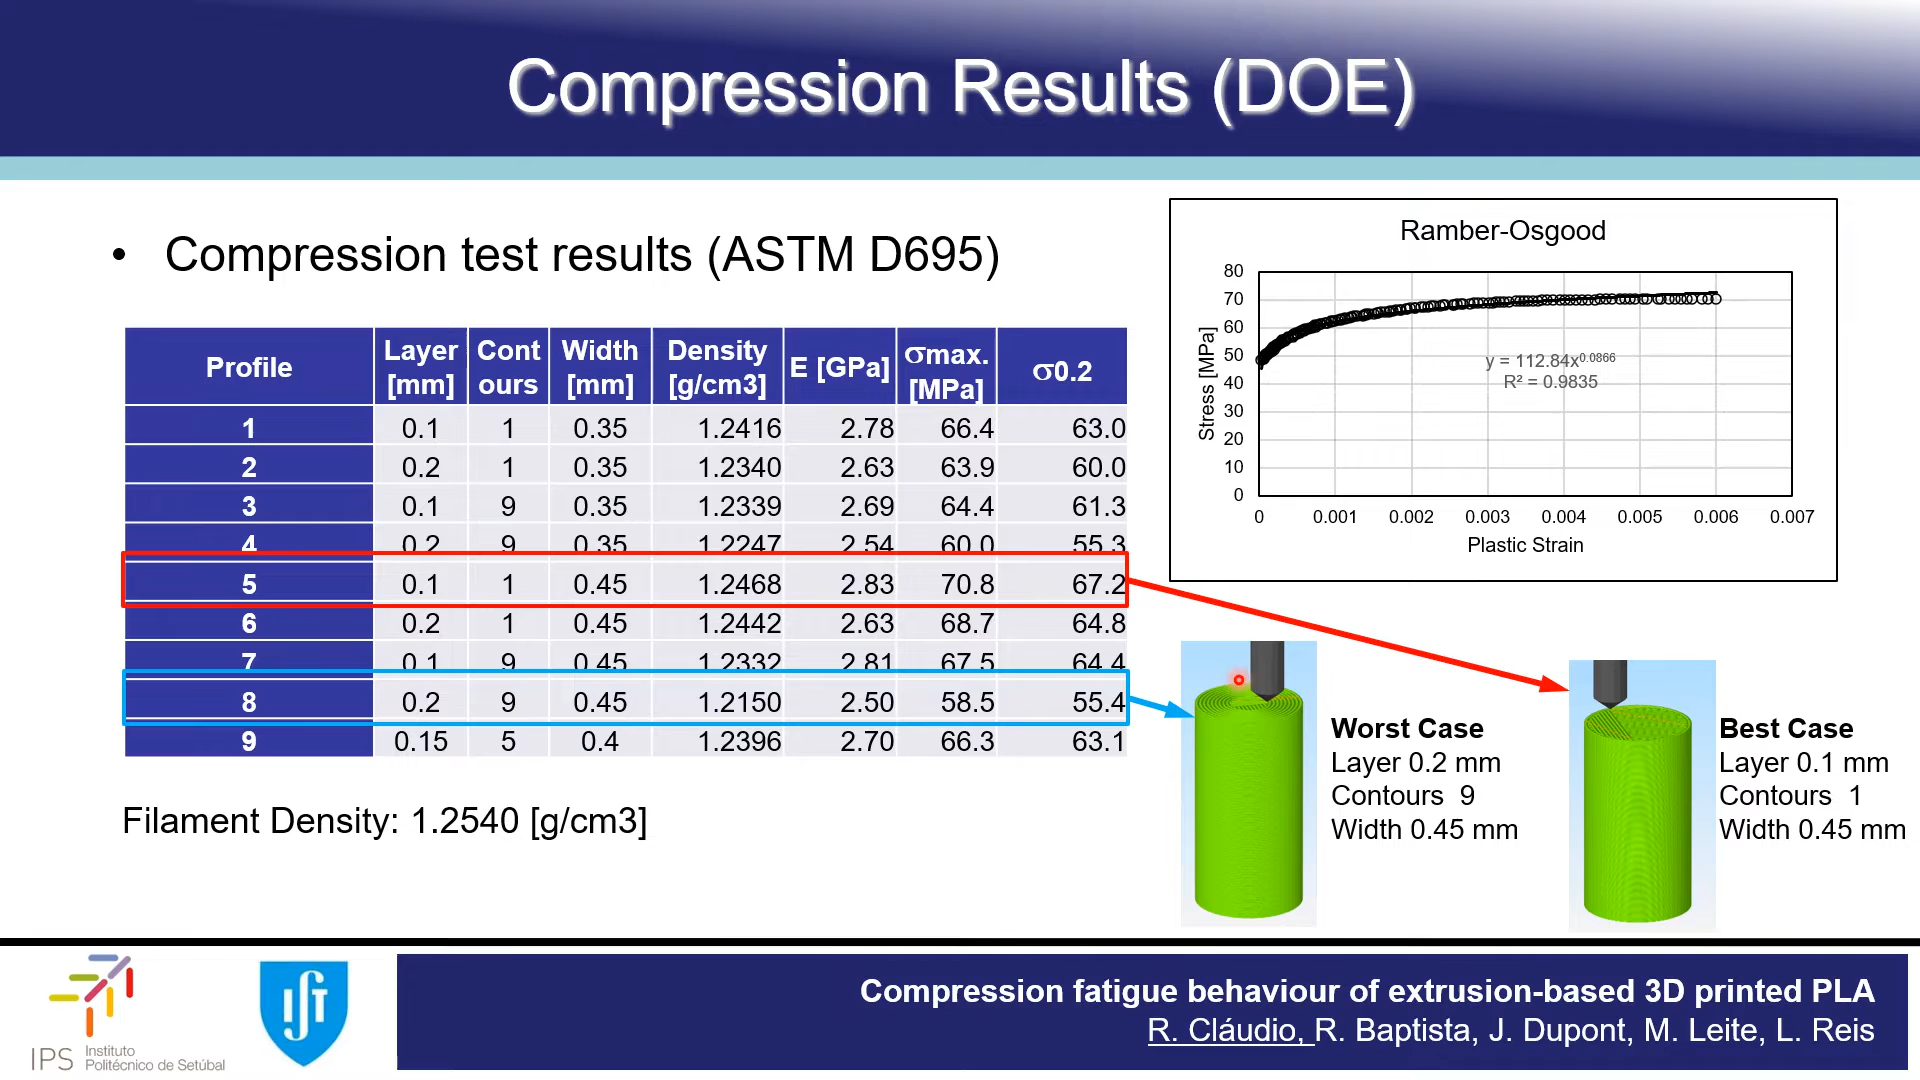 Compression Results (DOE)
• Compression test results (ASTM D695)
Profile Layer [mm] Cont ours Width [mm] Density [g/cm3] E [GPa] σmax. [MPa] σ0.2
1 0.1 1 0.35 1.2416 2.78 66.4 63.0
2 0.2 1 0.35 1.2340 2.63 63.9 60.0
3 0.1 9 0.35 1.2339 2.69 64.4 61.3
4 0.2 9 0.35 1.2247 2.54 60.0 55.3
5 0.1 1 0.45 1.2468 2.83 70.8 67.2
6 0.2 1 0.45 1.2442 2.63 68.7 64.8
7 0.1 9 0.45 1.2332 2.81 67.5 64.4
8 0.2 9 0.45 1.2150 2.50 58.5 55.4
9 0.15 5 0.4 1.2396 2.70 66.3 63.1
Filament Density: 1.2540 [g/cm3]
Ramber-Osgood
Stress [MPa]
80
70
60
50
40
30
20
10
0
y = 112.84x^0.0866
R² = 0.9835
0 0.001 0.002 0.003 0.004 0.005 0.006 0.007
Plastic Strain
Worst Case
Layer 0.2 mm
Contours 9
Width 0.45 mm
Best Case
Layer 0.1 mm
Contours 1
Width 0.45 mm
IPS Instituto
Politécnico de Setúbal
Compression fatigue behaviour of extrusion-based 3D printed PLA
R. Cláudio, R. Baptista, J. Dupont, M. Leite, L. Reis